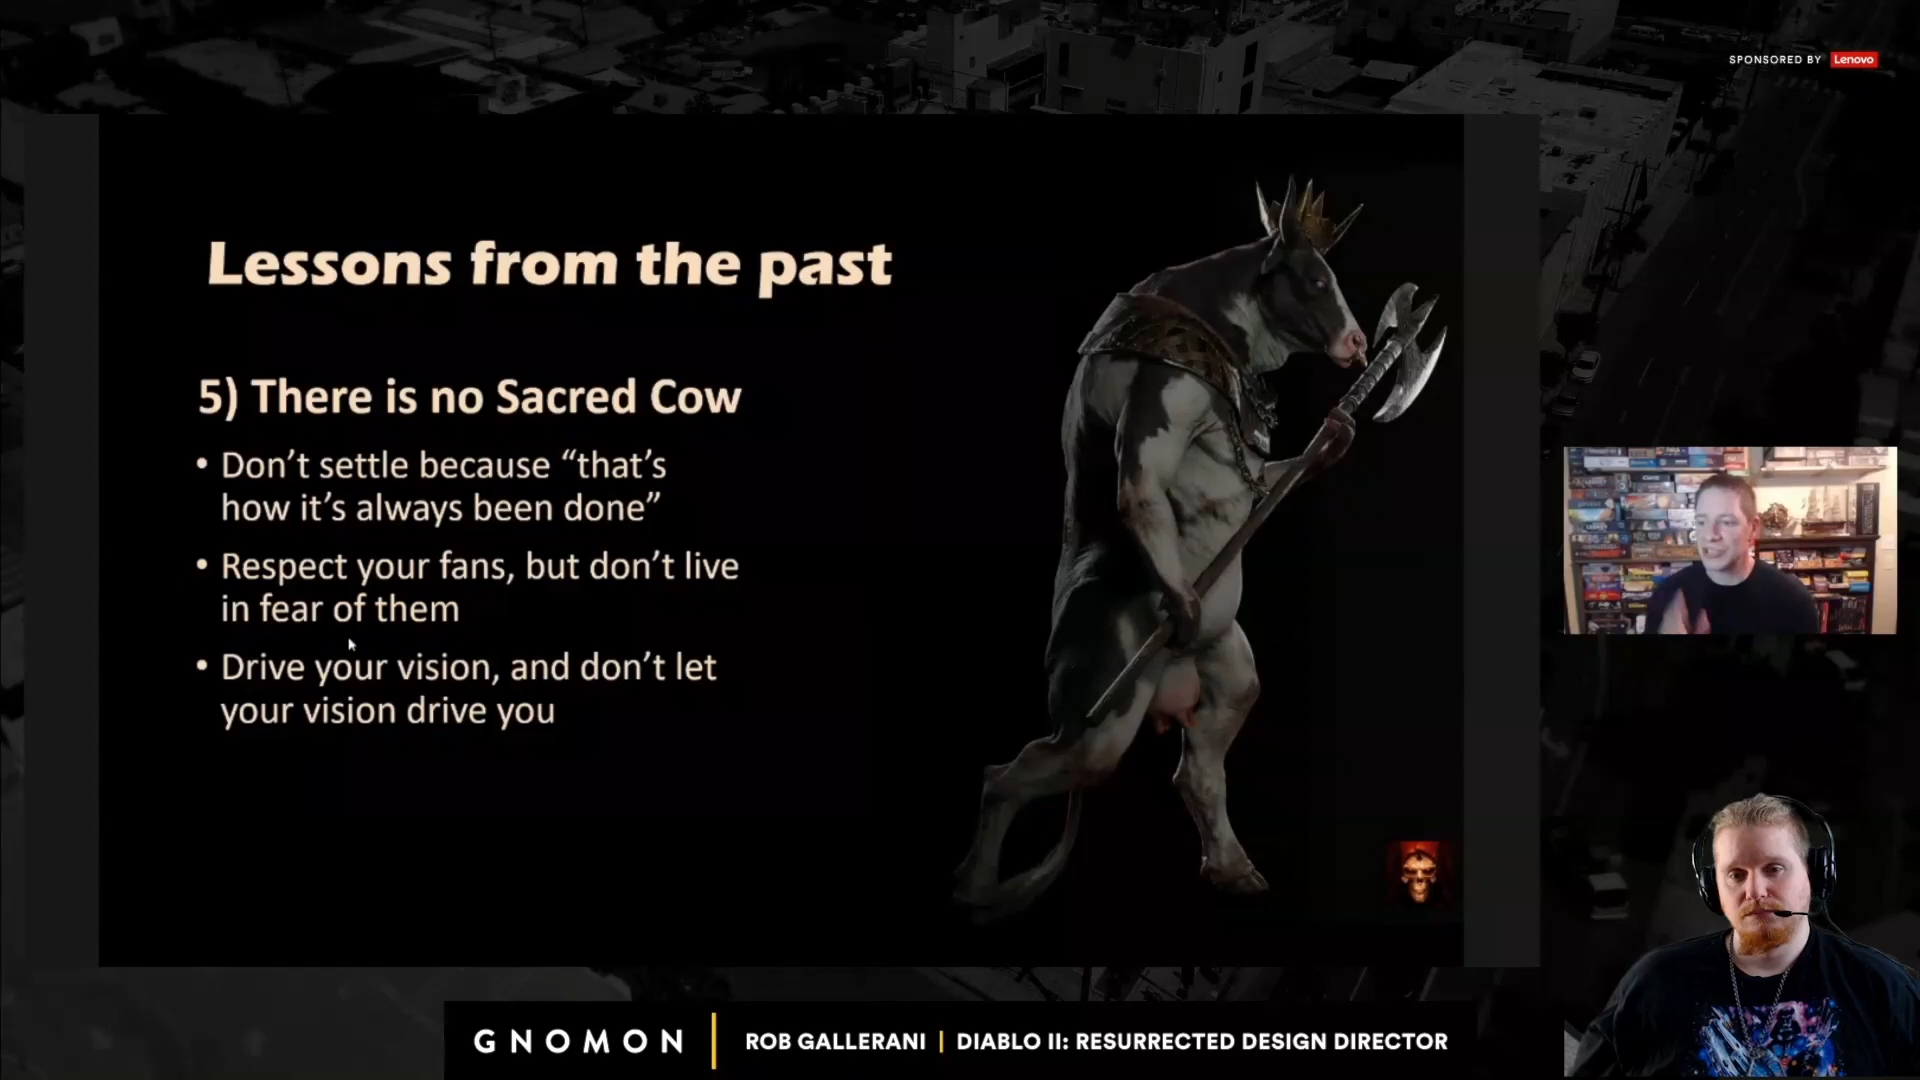 SPONSORED BY Lenovo
Lessons from the past
5) There is no Sacred Cow
• Don’t settle because “that’s
how it’s always been done”
• Respect your fans, but don’t live
in fear of them
• Drive your vision, and don’t let
your vision drive you
GNOMON | ROB GALLERANI | DIABLO II: RESURRECTED DESIGN DIRECTOR